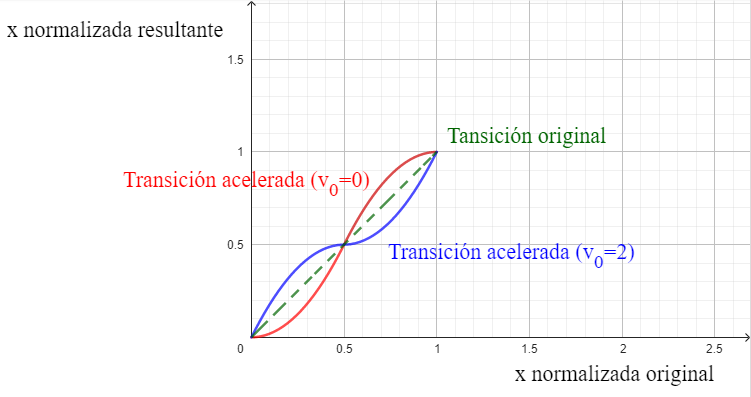 x normalizada resultante
1.5
Tansición original
1
Transición acelerada (v₀=0)
0.5
Transición acelerada (v₀=2)
0
0.5
1
1.5
2
2.5
x normalizada original